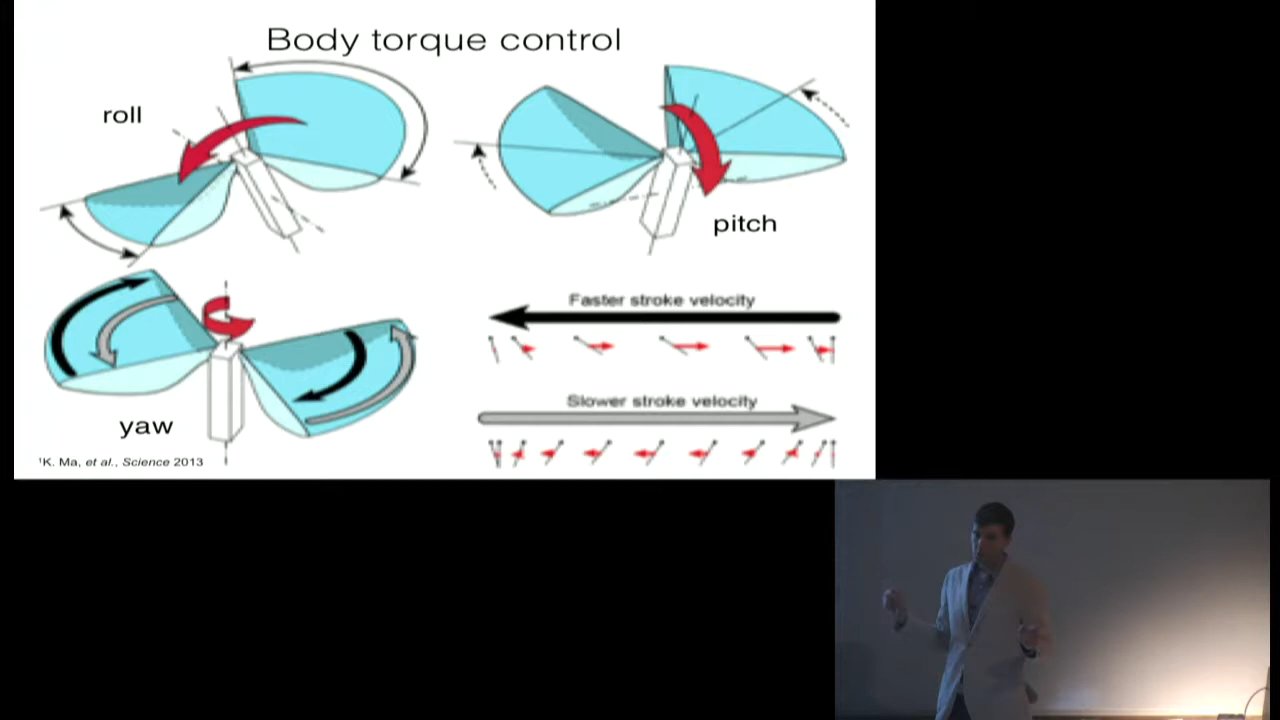 Body torque control
roll
pitch
yaw
Faster stroke velocity
Slower stroke velocity
¹K. Ma, et al., Science 2013